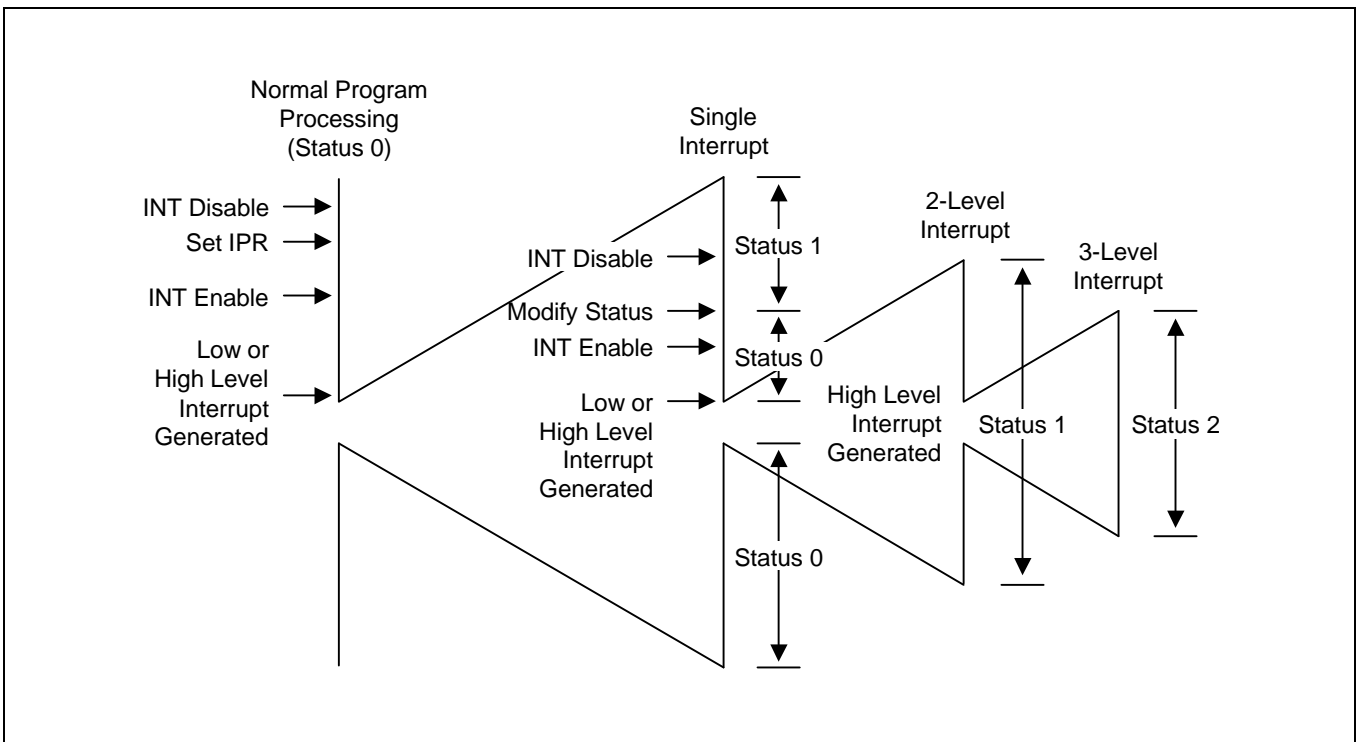 Normal Program
Processing
(Status 0)
INT Disable
Set IPR
INT Enable
Low or
High Level
Interrupt
Generated
Single
Interrupt
INT Disable
Modify Status
INT Enable
Low or
High Level
Interrupt
Generated
Status 1
Status 0
Status 0
2-Level
Interrupt
High Level
Interrupt
Generated
Status 1
3-Level
Interrupt
Status 2